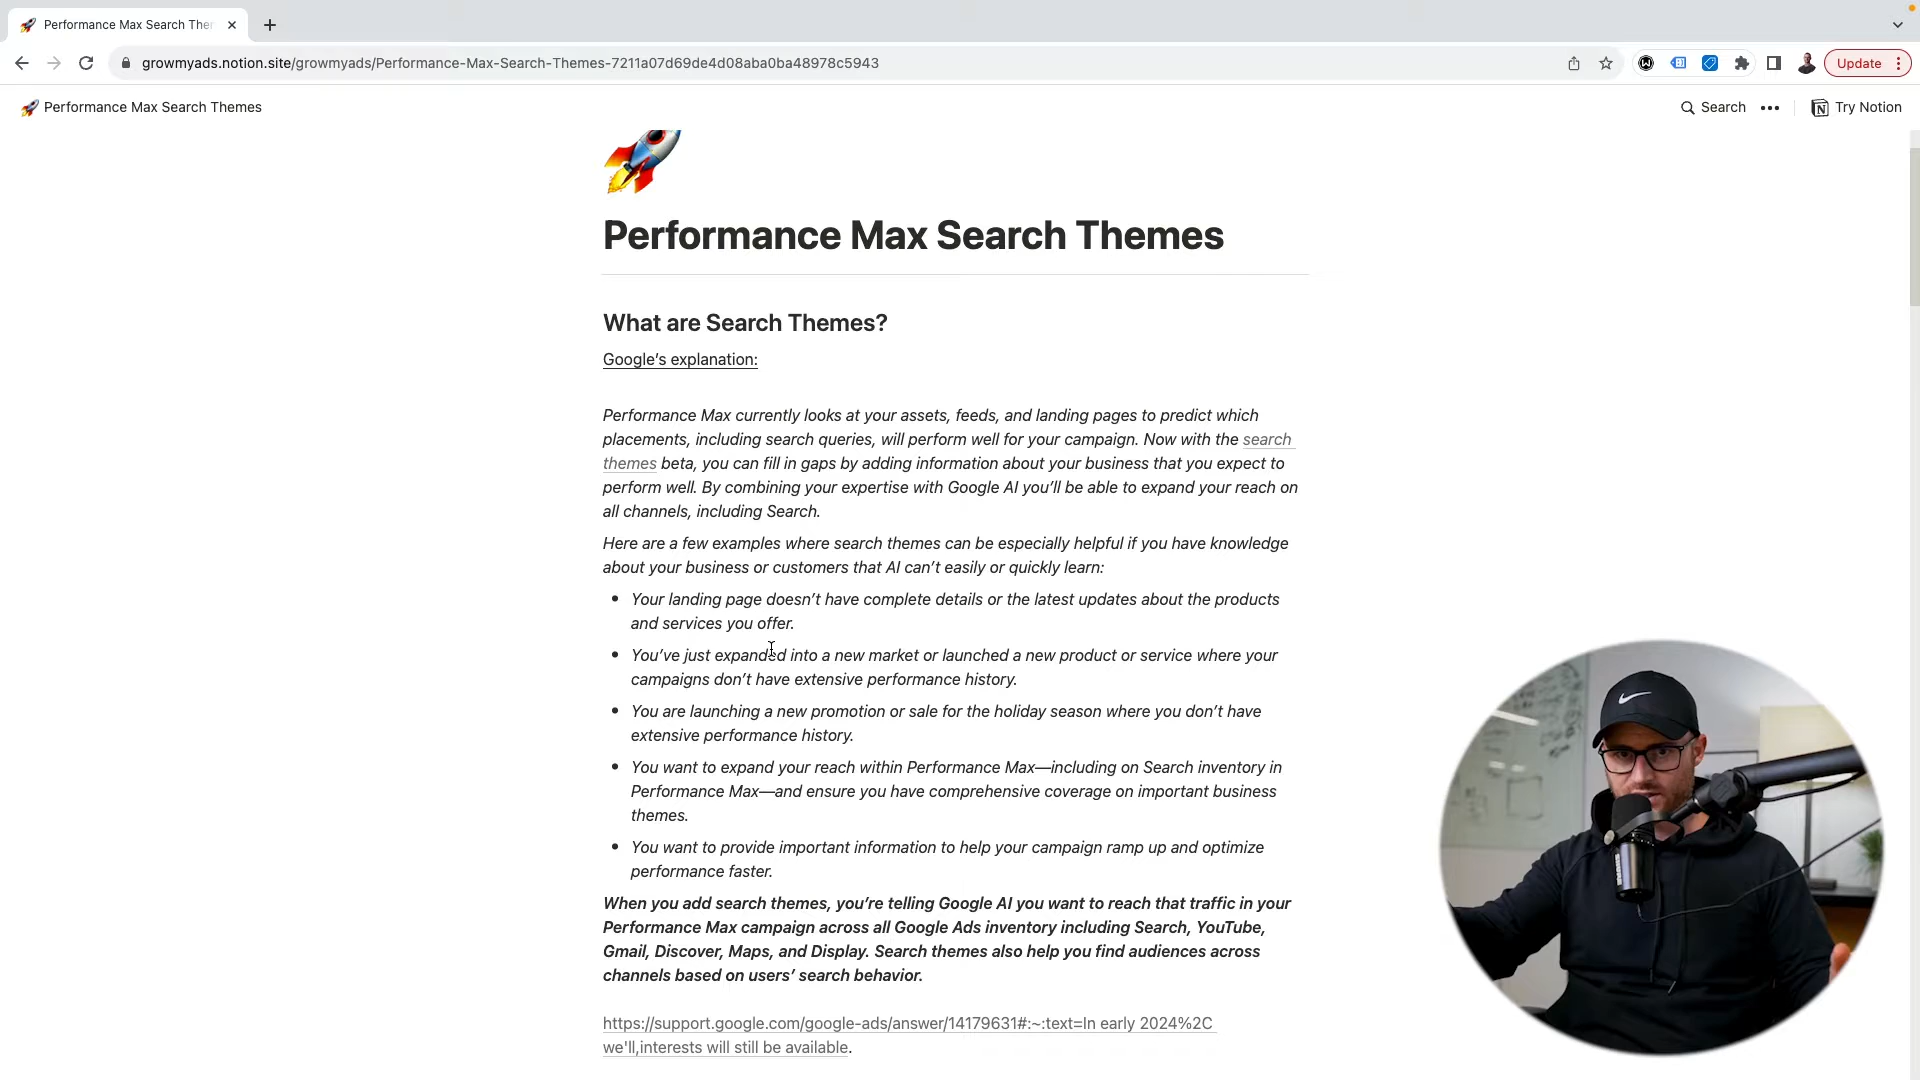 Performance Max Search Ther
growmyads.notion.site/growmyads/Performance-Max-Search-Themes-7211a07d69de4d08aba0ba48978c5943
Update
Performance Max Search Themes
Search
Try Notion
Performance Max Search Themes
What are Search Themes?
Google’s explanation:
Performance Max currently looks at your assets, feeds, and landing pages to predict which
placements, including search queries, will perform well for your campaign. Now with the search
themes beta, you can fill in gaps by adding information about your business that you expect to
perform well. By combining your expertise with Google AI you’ll be able to expand your reach on
all channels, including Search.
Here are a few examples where search themes can be especially helpful if you have knowledge
about your business or customers that AI can’t easily or quickly learn:
• Your landing page doesn’t have complete details or the latest updates about the products
and services you offer.
• You’ve just expanded into a new market or launched a new product or service where your
campaigns don’t have extensive performance history.
• You are launching a new promotion or sale for the holiday season where you don’t have
extensive performance history.
• You want to expand your reach within Performance Max—including on Search inventory in
Performance Max—and ensure you have comprehensive coverage on important business
themes.
• You want to provide important information to help your campaign ramp up and optimize
performance faster.
When you add search themes, you’re telling Google AI you want to reach that traffic in your
Performance Max campaign across all Google Ads inventory including Search, YouTube,
Gmail, Discover, Maps, and Display. Search themes also help you find audiences across
channels based on users’ search behavior.
https://support.google.com/google-ads/answer/14179631#:~:text=In early 2024%2C
we'll,interests will still be available.